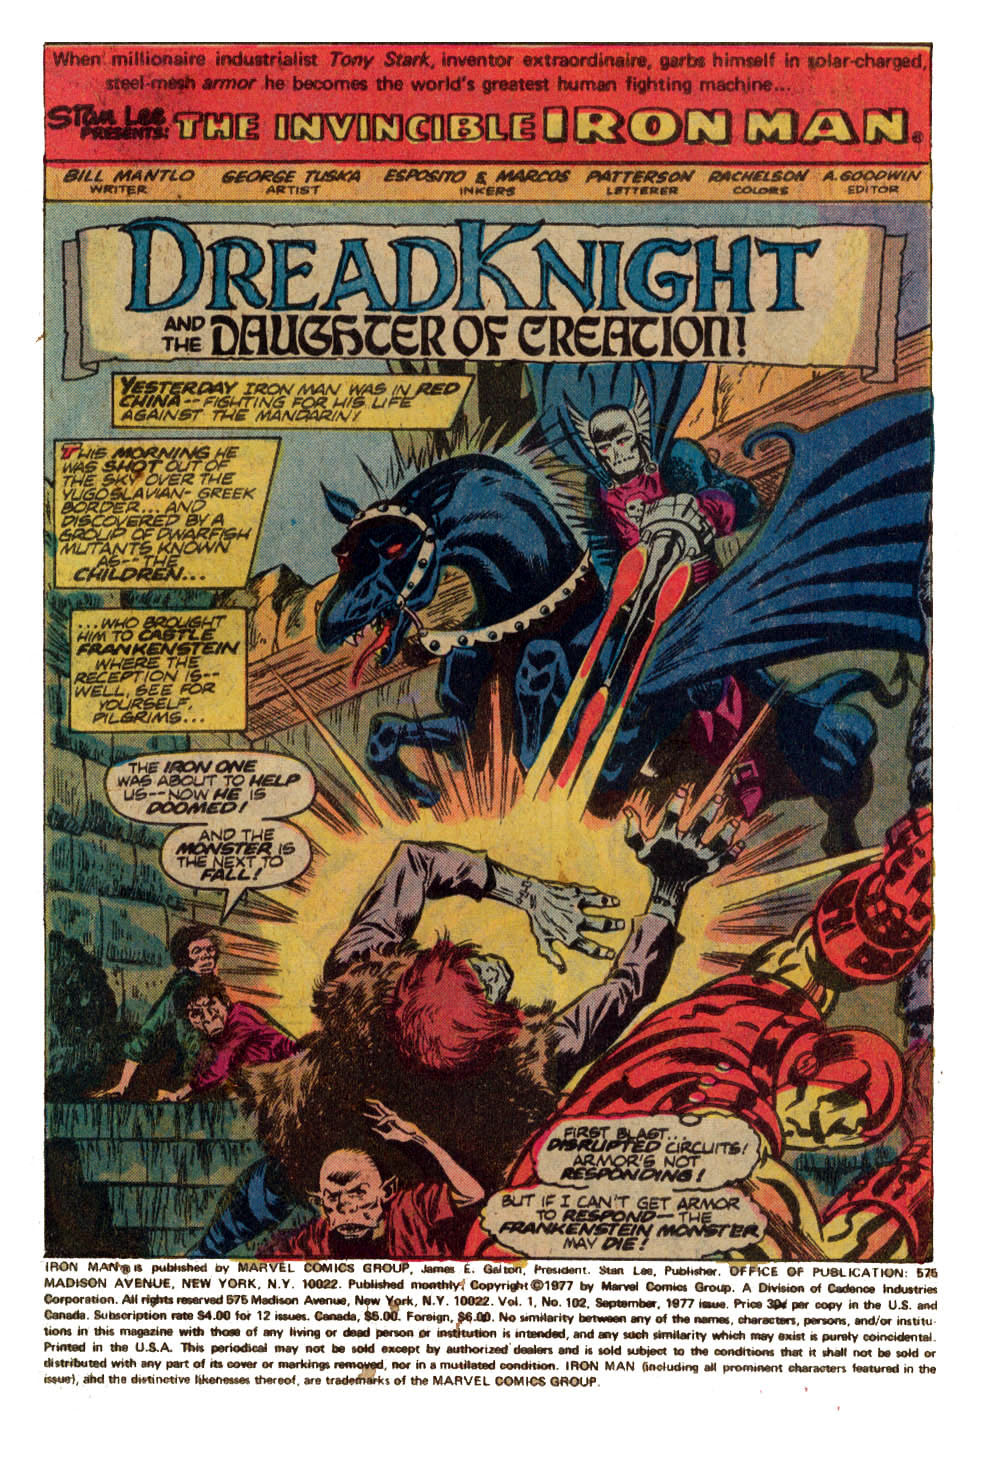 When millionaire industrialist Tony Stark, inventor extraordinaire, garbs himself in solar-charged,
steel-mesh armor he becomes the world's greatest human fighting machine...
STAN LEE
PRESENTS: THE INVINCIBLE IRON MAN®
BILL MANTLO
WRITER
GEORGE TUSKA
ARTIST
ESPOSITO & MARCOS
INKERS
PATTERSON
LETTERER
RACHELSON
COLORS
A. GOODWIN
EDITOR
DREADKNIGHT
AND THE DAUGHTER OF CREATION!
YESTERDAY IRON MAN WAS IN RED
CHINA--FIGHTING FOR HIS LIFE
AGAINST THE MANDARIN!
THIS MORNING HE
WAS SHOT OUT OF
THE SKY OVER THE
YUGOSLAVIAN-GREEK
BORDER... AND
DISCOVERED BY A
GROUP OF DWARFISH
MUTANTS KNOWN
AS--THE
CHILDREN...
...WHO BROUGHT
HIM TO CASTLE
FRANKENSTEIN
WHERE THE
RECEPTION IS--
WELL, SEE FOR
YOURSELF,
PILGRIMS...
THE IRON ONE
WAS ABOUT TO HELP
US--NOW HE IS
DOOMED!
AND THE
MONSTER IS
THE NEXT TO
FALL!
FIRST BLAST...
DISRUPTED CIRCUITS!
ARMOR'S NOT
RESPONDING!
BUT IF I CAN'T GET ARMOR
TO RESPOND--THE
FRANKENSTEIN MONSTER
MAY DIE!
IRON MAN® is published by MARVEL COMICS GROUP, James E. Galton, President. Stan Lee, Publisher. OFFICE OF PUBLICATION: 575
MADISON AVENUE, NEW YORK, N.Y. 10022. Published monthly. Copyright © 1977 by Marvel Comics Group. A Division of Cadence Industries
Corporation. All rights reserved 575 Madison Avenue, New York, N.Y. 10022. Vol. 1, No. 102, September, 1977 issue. Price 30¢ per copy in the U.S. and
Canada. Subscription rate $4.00 for 12 issues. Canada, $5.00. Foreign, $6.00. No similarity between any of the names, characters, persons, and/or institu-
tions in this magazine with those of any living or dead person or institution is intended, and any such similarity which may exist is purely coincidental.
Printed in the U.S.A. This periodical may not be sold except by authorized dealers and is sold subject to the conditions that it shall not be sold or
distributed with any part of its cover or markings removed, nor in a mutilated condition. IRON MAN (including all prominent characters featured in the
issue), and the distinctive likenesses thereof, are trademarks of the MARVEL COMICS GROUP.